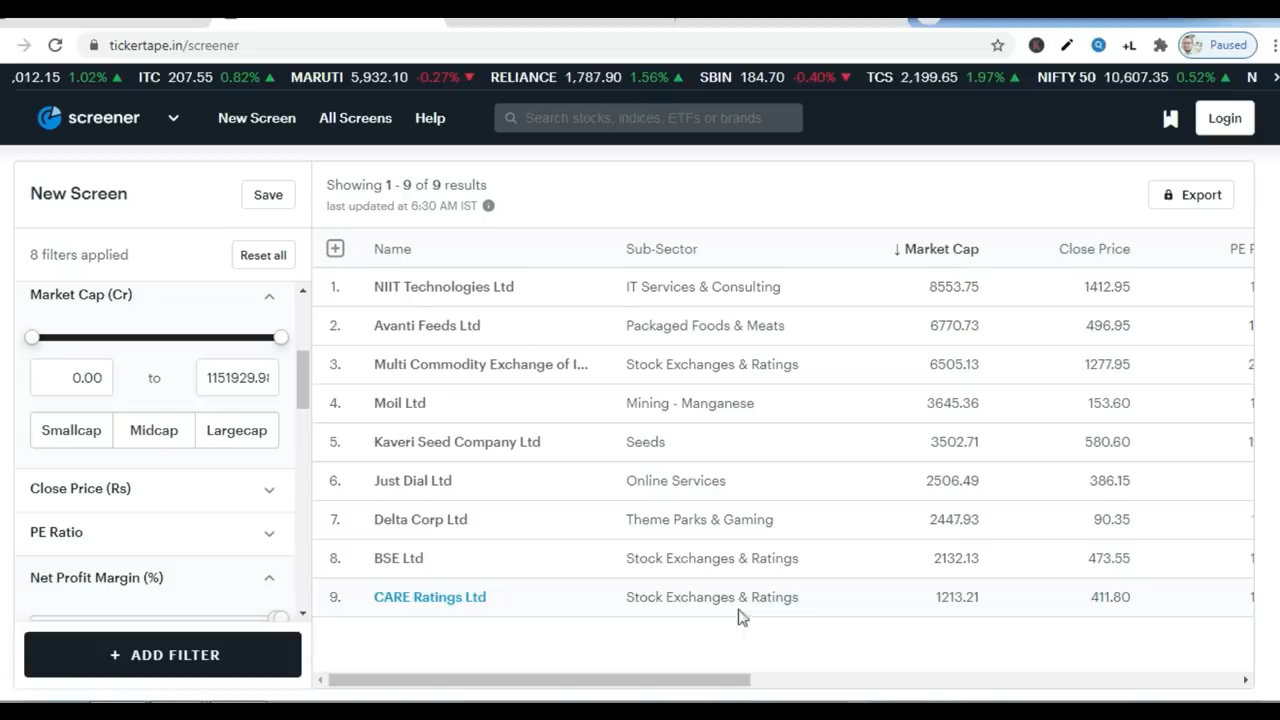 tickertape.in/screener
Paused
,012.15 1.02% ▲ ITC 207.55 0.82% ▲ MARUTI 5,932.10 -0.27% ▼ RELIANCE 1,787.90 1.56% ▲ SBIN 184.70 -0.40% ▼ TCS 2,199.65 1.97% ▲ NIFTY 50 10,607.35 0.52% ▲ N
screener New Screen All Screens Help Search stocks, indices, ETFs or brands Login
New Screen Save
8 filters applied Reset all
Market Cap (Cr)
0.00 to 1151929.98
Smallcap Midcap Largecap
Close Price (Rs)
PE Ratio
Net Profit Margin (%)
+ ADD FILTER
Showing 1 - 9 of 9 results
last updated at 6:30 AM IST
Export
Name Sub-Sector ↓ Market Cap Close Price PE
1. NIIT Technologies Ltd IT Services & Consulting 8553.75 1412.95
2. Avanti Feeds Ltd Packaged Foods & Meats 6770.73 496.95
3. Multi Commodity Exchange of I... Stock Exchanges & Ratings 6505.13 1277.95
4. Moil Ltd Mining - Manganese 3645.36 153.60
5. Kaveri Seed Company Ltd Seeds 3502.71 580.60
6. Just Dial Ltd Online Services 2506.49 386.15
7. Delta Corp Ltd Theme Parks & Gaming 2447.93 90.35
8. BSE Ltd Stock Exchanges & Ratings 2132.13 473.55
9. CARE Ratings Ltd Stock Exchanges & Ratings 1213.21 411.80